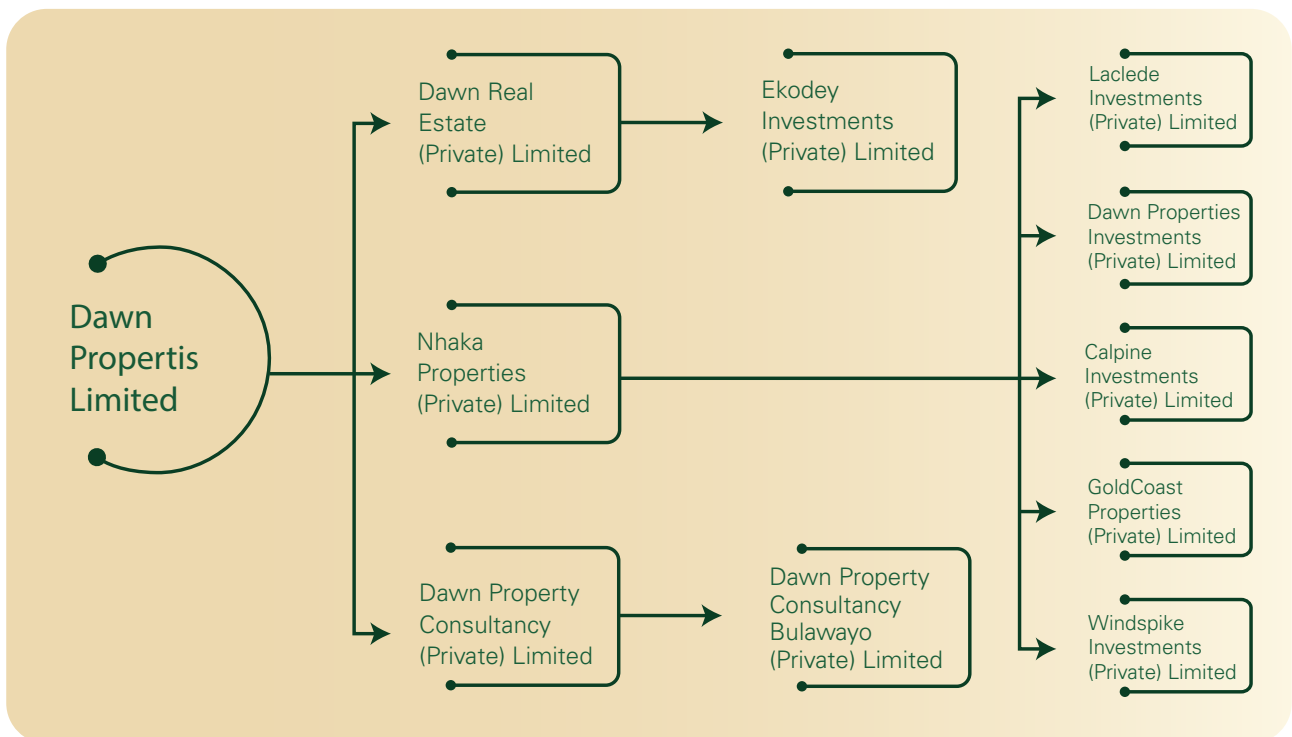 Dawn
Propertis
Limited
Dawn Real
Estate
(Private) Limited
Ekodey
Investments
(Private) Limited
Nhaka
Properties
(Private) Limited
Dawn Property
Consultancy
(Private) Limited
Dawn Property
Consultancy
Bulawayo
(Private) Limited
Laclede
Investments
(Private) Limited
Dawn Properties
Investments
(Private) Limited
Calpine
Investments
(Private) Limited
GoldCoast
Properties
(Private) Limited
Windspike
Investments
(Private) Limited